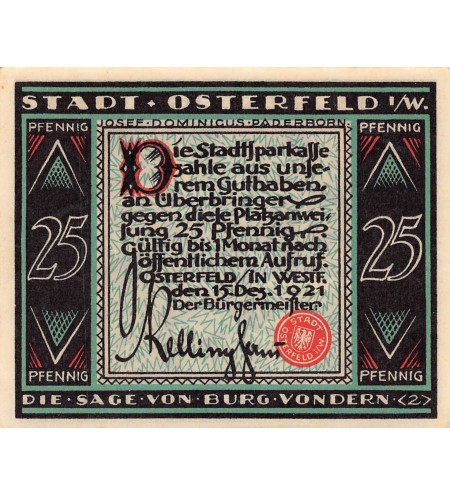 STADT · OSTERFELD I/W.
PFENNIG
JOSEF·DOMINICUS·PADERBORN
PFENNIG
Die Stadtsparkasse
zahle aus unse-
rem Guthaben
an Überbringer
gegen diese Platzanwei-
sung 25 Pfennig
Gültig bis 1 Monat nach
öffentlichem Aufruf.
OSTERFELD/IN WESTF.
den 15. Dez. 1921
Der Bürgermeister
25
25
STADT
OSTERFELD I.W.
PFENNIG
PFENNIG
DIE · SAGE · VON · BURG · VONDERN · <2>